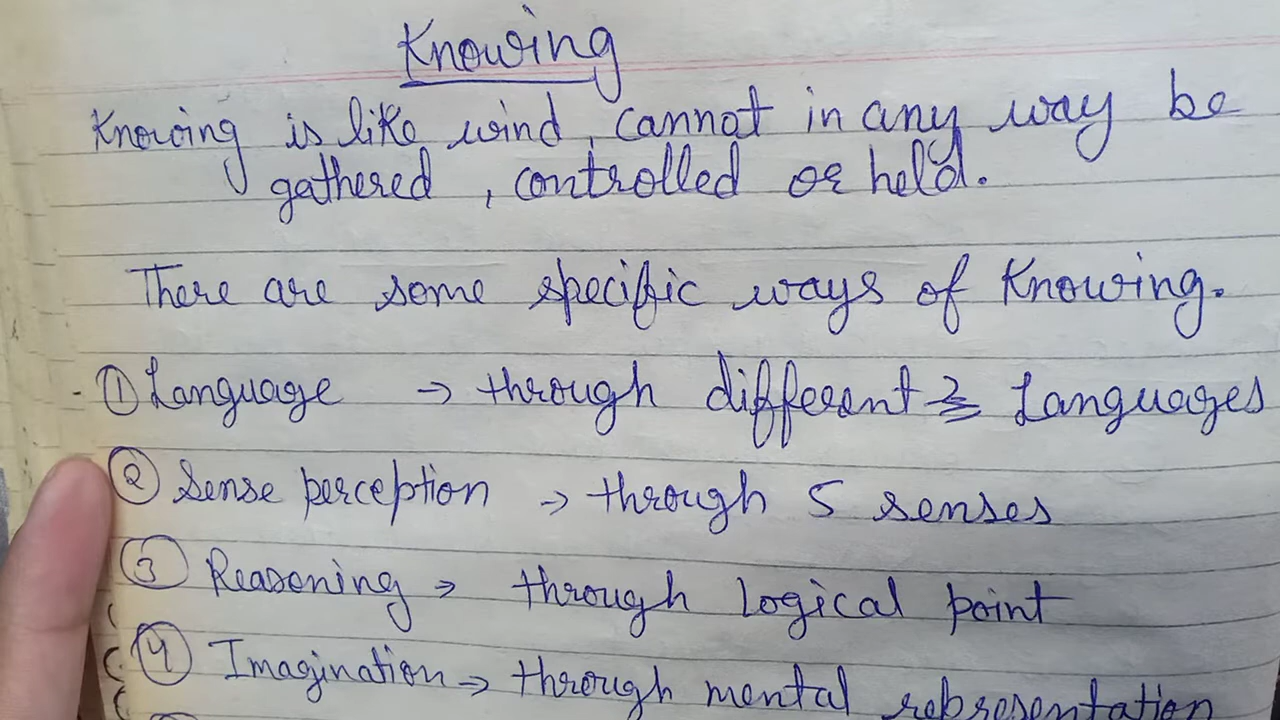 Knowing
Knowing is like wind, cannot in any way be
gathered, controlled or held.
There are some specific ways of Knowing.
① Language → through different Languages
② Sense perception → through 5 senses
③ Reasoning → through Logical point
④ Imagination → through mental representation